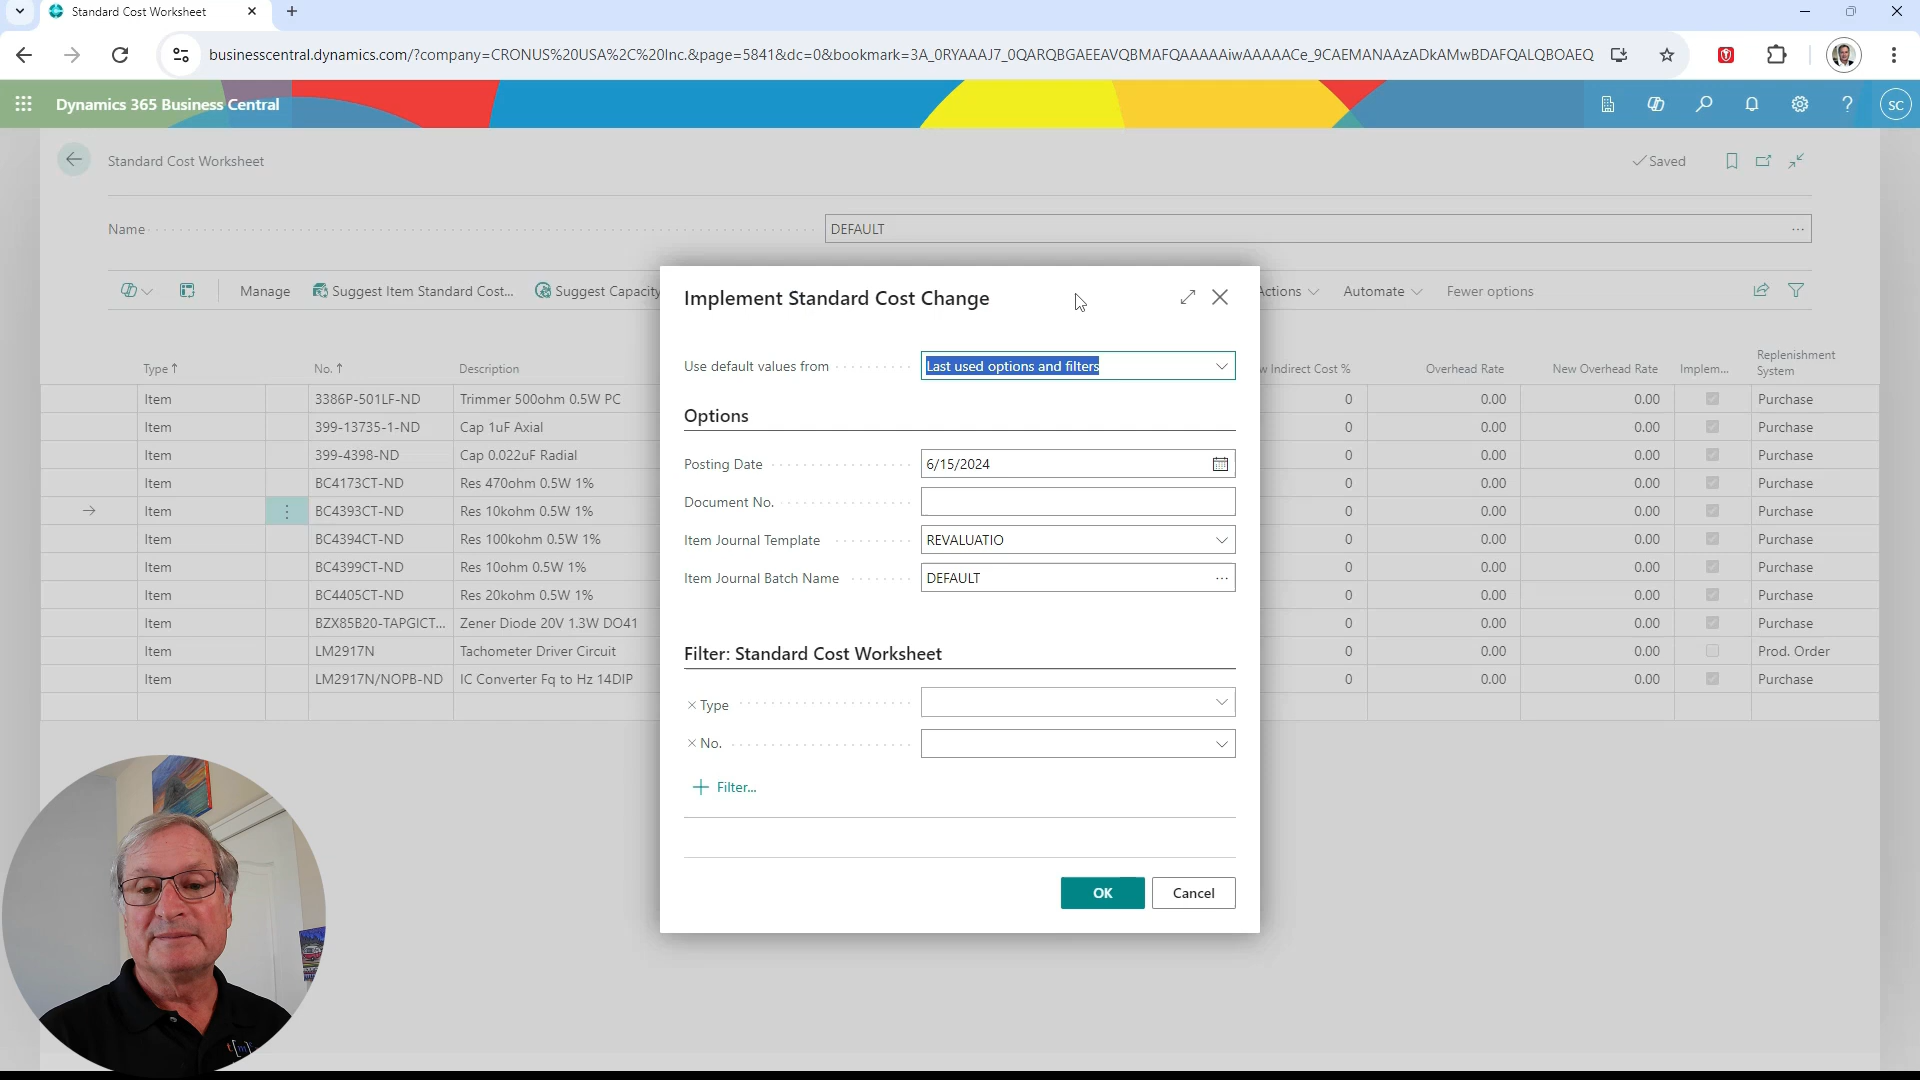 Standard Cost Worksheet
businesscentral.dynamics.com/?company=CRONUS%20USA%2C%20Inc.&page=5841&dc=0&bookmark=3A_0RYAAAJ7_0QARQBGAEEAVQBMAFQAAAAAiwAAAAACe_9CAEMANAAzADkAMwBDAFQALQBOAEQ
Dynamics 365 Business Central
SC
Standard Cost Worksheet
Saved
Name
DEFAULT
Manage
Suggest Item Standard Cost...
Suggest Capacity
Actions
Automate
Fewer options
Type
No.
Description
w Indirect Cost %
Overhead Rate
New Overhead Rate
Implem...
Replenishment System
Item 3386P-501LF-ND Trimmer 500ohm 0.5W PC 0 0.00 0.00 Purchase
Item 399-13735-1-ND Cap 1uF Axial 0 0.00 0.00 Purchase
Item 399-4398-ND Cap 0.022uF Radial 0 0.00 0.00 Purchase
Item BC4173CT-ND Res 470ohm 0.5W 1% 0 0.00 0.00 Purchase
Item BC4393CT-ND Res 10kohm 0.5W 1% 0 0.00 0.00 Purchase
Item BC4394CT-ND Res 100kohm 0.5W 1% 0 0.00 0.00 Purchase
Item BC4399CT-ND Res 10ohm 0.5W 1% 0 0.00 0.00 Purchase
Item BC4405CT-ND Res 20kohm 0.5W 1% 0 0.00 0.00 Purchase
Item BZX85B20-TAPGICT... Zener Diode 20V 1.3W DO41 0 0.00 0.00 Purchase
Item LM2917N Tachometer Driver Circuit 0 0.00 0.00 Prod. Order
Item LM2917N/NOPB-ND IC Converter Fq to Hz 14DIP 0 0.00 0.00 Purchase
Implement Standard Cost Change
Use default values from
Last used options and filters
Options
Posting Date
6/15/2024
Document No.
Item Journal Template
REVALUATIO
Item Journal Batch Name
DEFAULT
Filter: Standard Cost Worksheet
Type
No.
Filter...
OK
Cancel